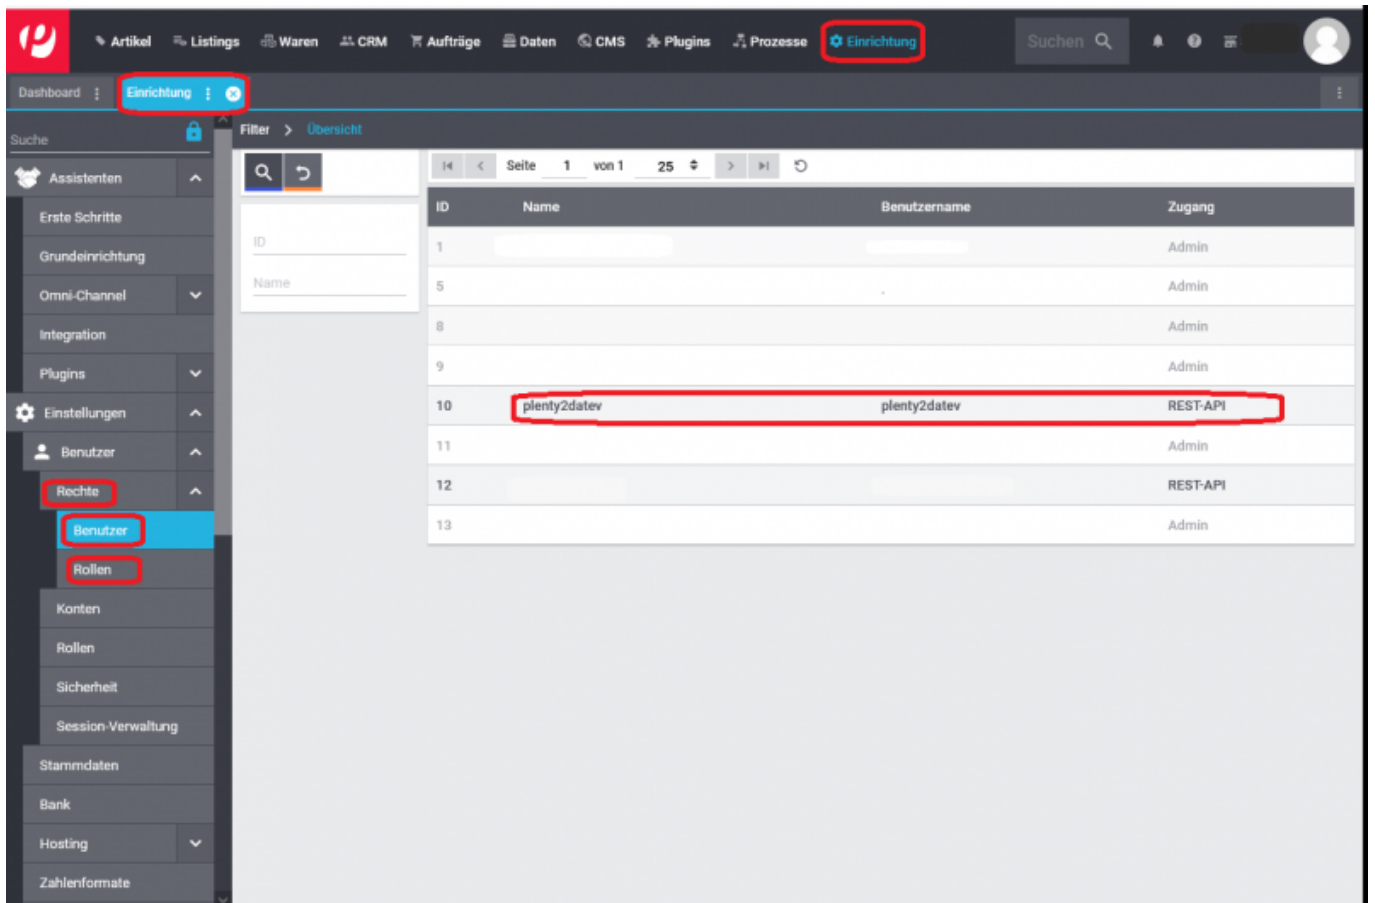 Artikel Listings Waren CRM Aufträge Daten CMS Plugins Prozesse Einrichtung Suchen
Dashboard Einrichtung
Suche
Filter > Übersicht
Assistenten
Erste Schritte
Grundeinrichtung
Omni-Channel
Integration
Plugins
Einstellungen
Benutzer
Rechte
Benutzer
Rollen
Konten
Rollen
Sicherheit
Session-Verwaltung
Stammdaten
Bank
Hosting
Zahlenformate
ID
Name
Seite 1 von 1 25
ID Name Benutzername Zugang
1 Admin
5 Admin
8 Admin
9 Admin
10 plenty2datev plenty2datev REST-API
11 Admin
12 REST-API
13 Admin